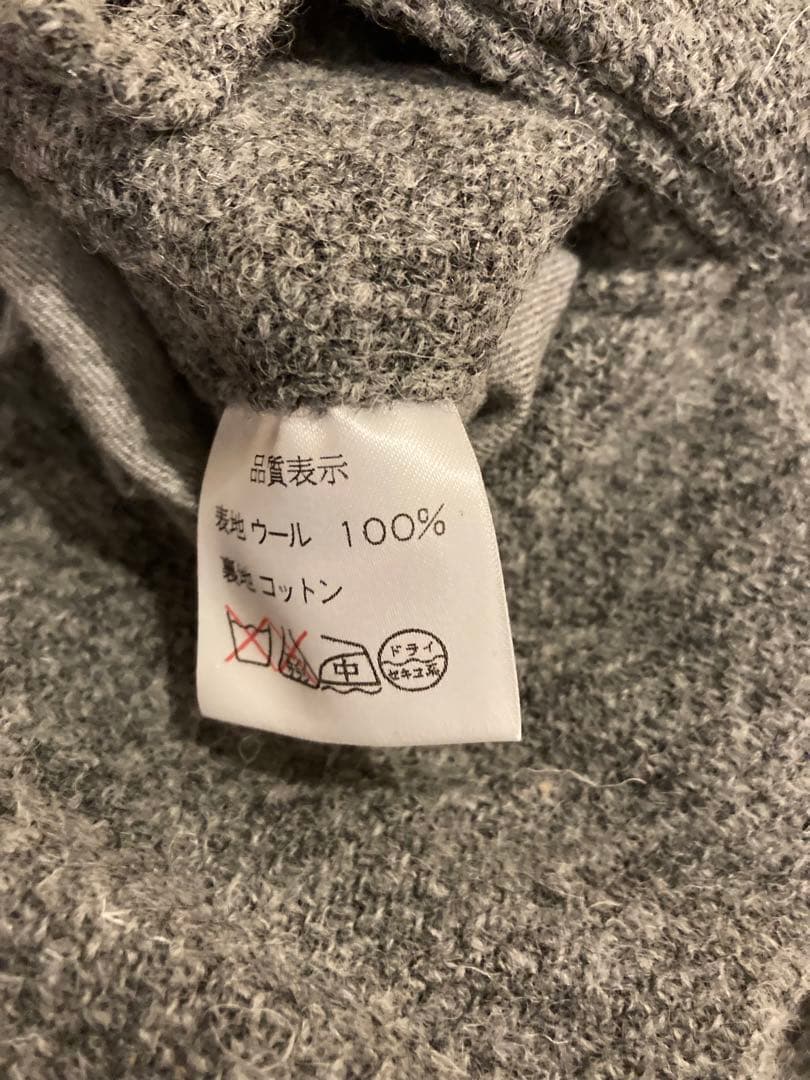 品質表示
表地 ウール 100%
裏地 コットン
中 ドライ
セキユ系